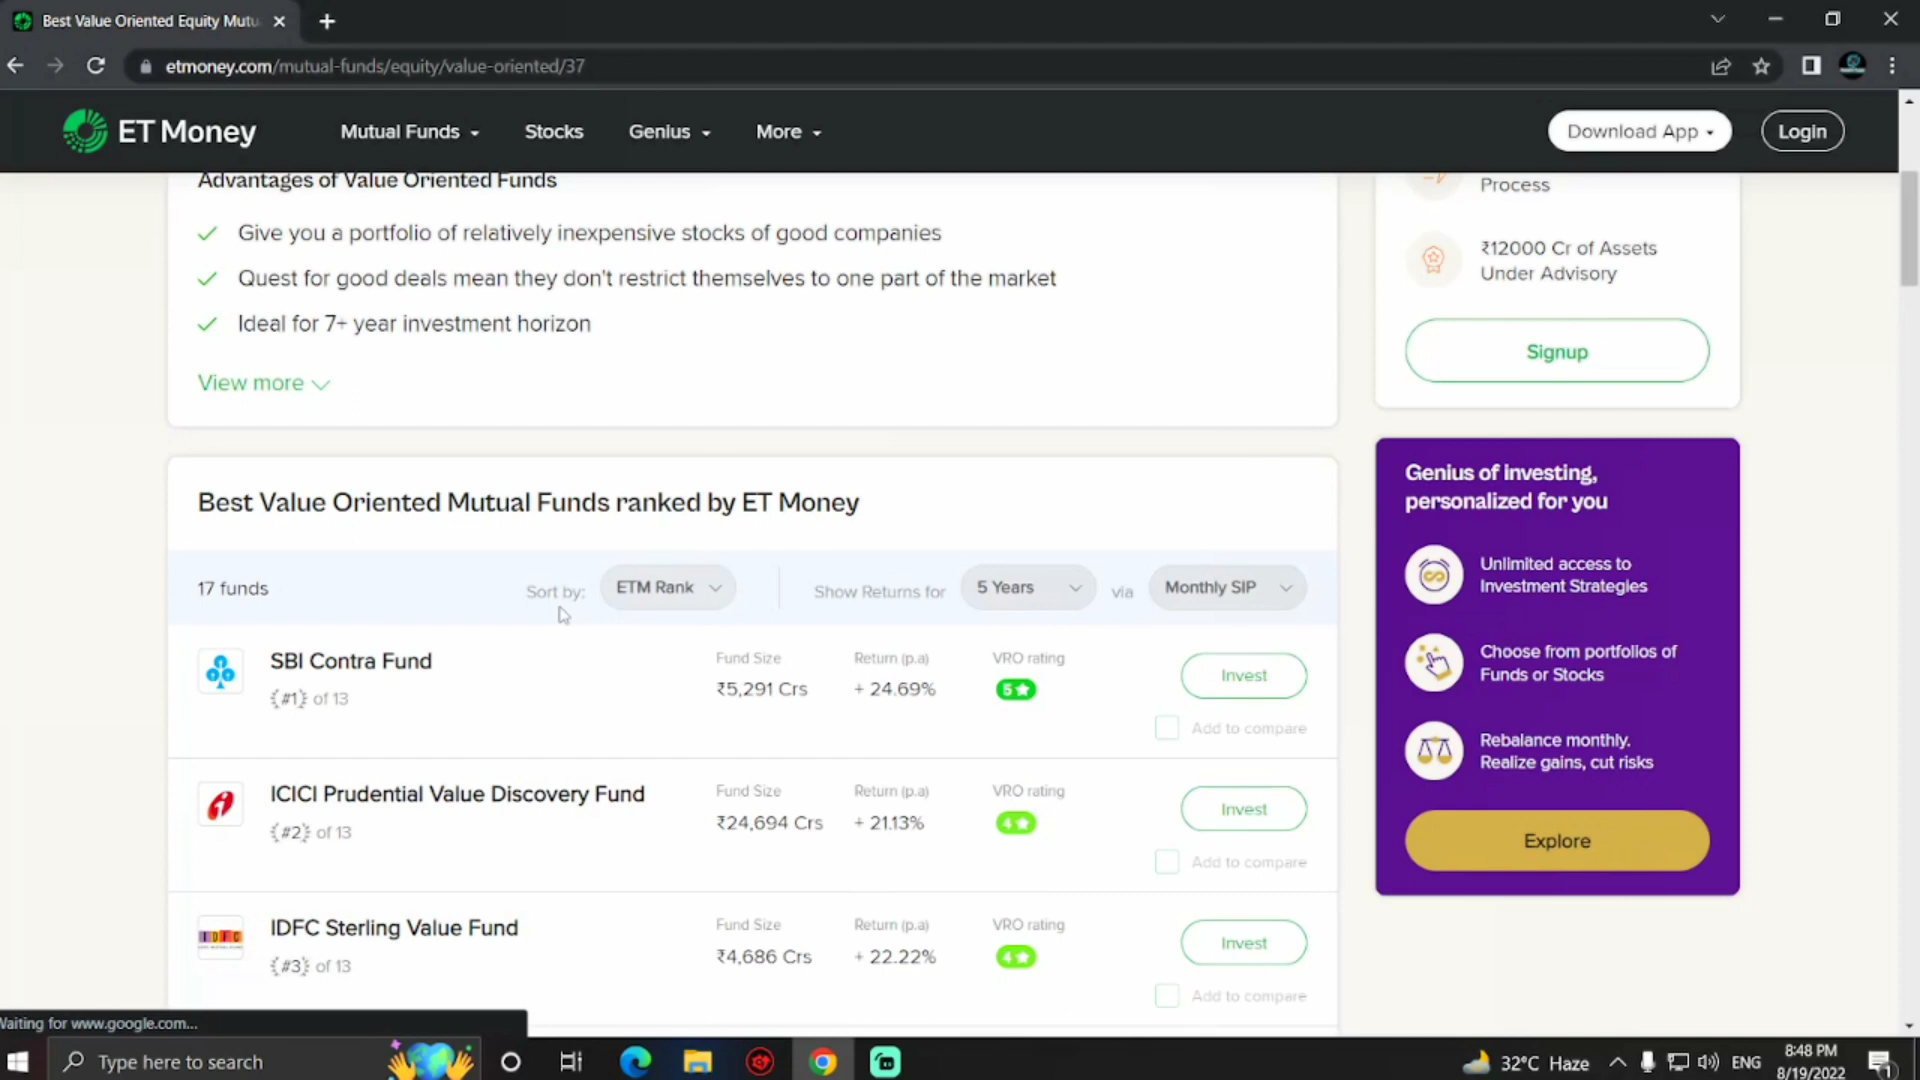 Best Value Oriented Equity Mutu
etmoney.com/mutual-funds/equity/value-oriented/37
ET Money
Mutual Funds
Stocks
Genius
More
Download App
Login
Advantages of Value Oriented Funds
Give you a portfolio of relatively inexpensive stocks of good companies
Quest for good deals mean they don't restrict themselves to one part of the market
Ideal for 7+ year investment horizon
View more
Process
₹12000 Cr of Assets
Under Advisory
Signup
Best Value Oriented Mutual Funds ranked by ET Money
17 funds
Sort by:
ETM Rank
Show Returns for
5 Years
via
Monthly SIP
SBI Contra Fund
#1 of 13
Fund Size
₹5,291 Crs
Return (p.a)
+ 24.69%
VRO rating
5★
Invest
Add to compare
ICICI Prudential Value Discovery Fund
#2 of 13
Fund Size
₹24,694 Crs
Return (p.a)
+ 21.13%
VRO rating
4★
Invest
Add to compare
IDFC
IDFC Sterling Value Fund
#3 of 13
Fund Size
₹4,686 Crs
Return (p.a)
+ 22.22%
VRO rating
4★
Invest
Add to compare
Genius of investing,
personalized for you
Unlimited access to
Investment Strategies
Choose from portfolios of
Funds or Stocks
Rebalance monthly.
Realize gains, cut risks
Explore
Waiting for www.google.com...
Type here to search
32°C Haze
ENG
8:48 PM
8/19/2022
1